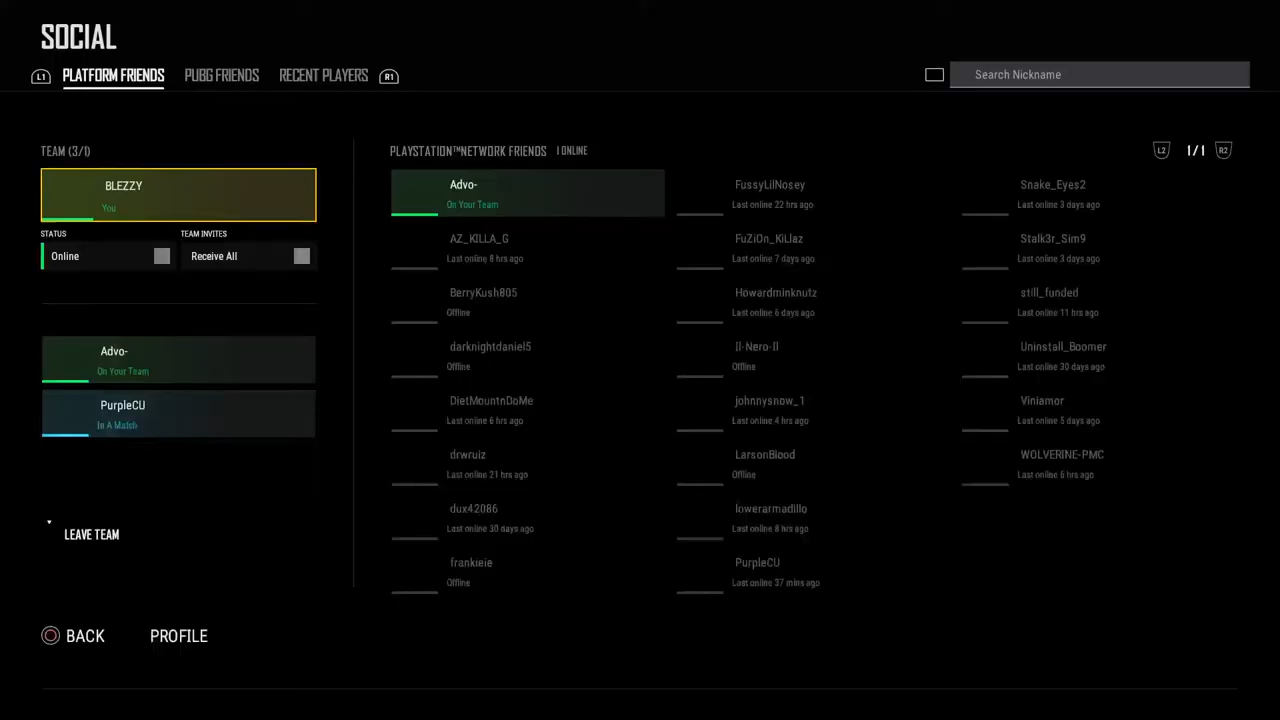 SOCIAL
L1 PLATFORM FRIENDS PUBG FRIENDS RECENT PLAYERS R1
Search Nickname
TEAM (3/1)
BLEZZY
You
STATUS
Online
TEAM INVITES
Receive All
Advo-
On Your Team
PurpleCU
In A Match
LEAVE TEAM
PLAYSTATION™NETWORK FRIENDS 1 ONLINE
L2 1/1 R2
Advo-
On Your Team
AZ_KILLA_G
Last online 8 hrs ago
BerryKush805
Offline
darknightdaniel5
Offline
DietMountnDoMe
Last online 6 hrs ago
drwruiz
Last online 21 hrs ago
dux42086
Last online 30 days ago
frankieie
Offline
FussyLilNosey
Last online 22 hrs ago
FuZiOn_KiLlaz
Last online 7 days ago
Howardminknutz
Last online 6 days ago
II-Nero-II
Offline
johnnysnow_1
Last online 4 hrs ago
LarsonBlood
Offline
lowerarmadillo
Last online 8 hrs ago
PurpleCU
Last online 37 mins ago
Snake_Eyes2
Last online 3 days ago
Stalk3r_Sim9
Last online 3 days ago
still_funded
Last online 11 hrs ago
Uninstall_Boomer
Last online 30 days ago
Viniamor
Last online 5 days ago
WOLVERINE-PMC
Last online 6 hrs ago
BACK PROFILE